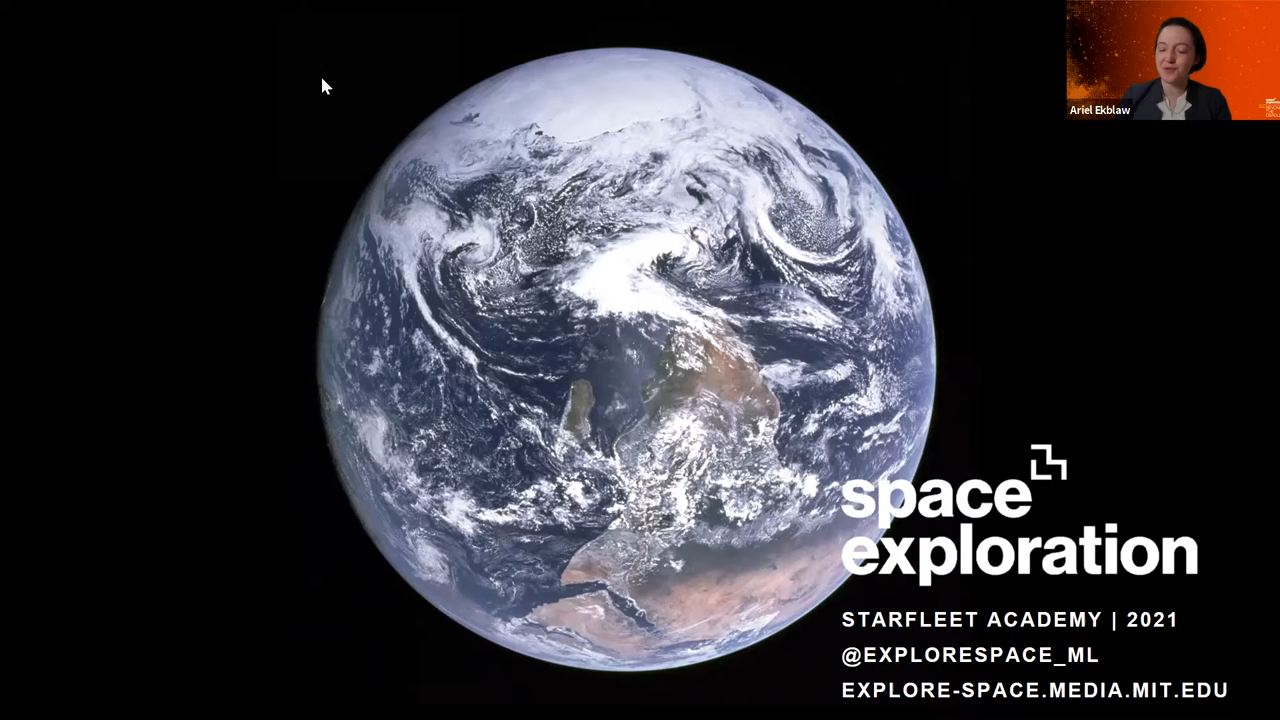 Ariel Ekblaw
space
exploration
STARFLEET ACADEMY | 2021
@EXPLORESPACE_ML
EXPLORE-SPACE.MEDIA.MIT.EDU